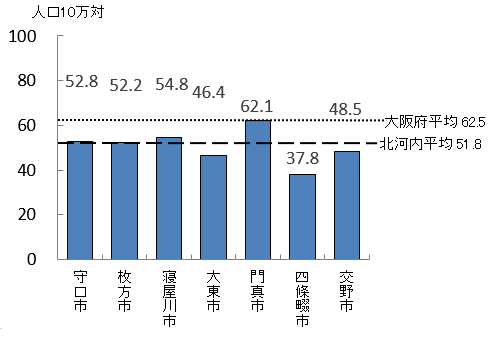 人口10万対
100
80
60
40
20
0
52.8
52.2
54.8
46.4
62.1
37.8
48.5
大阪府平均 62.5
北河内平均 51.8
守口市
枚方市
寝屋川市
大東市
門真市
四條畷市
交野市